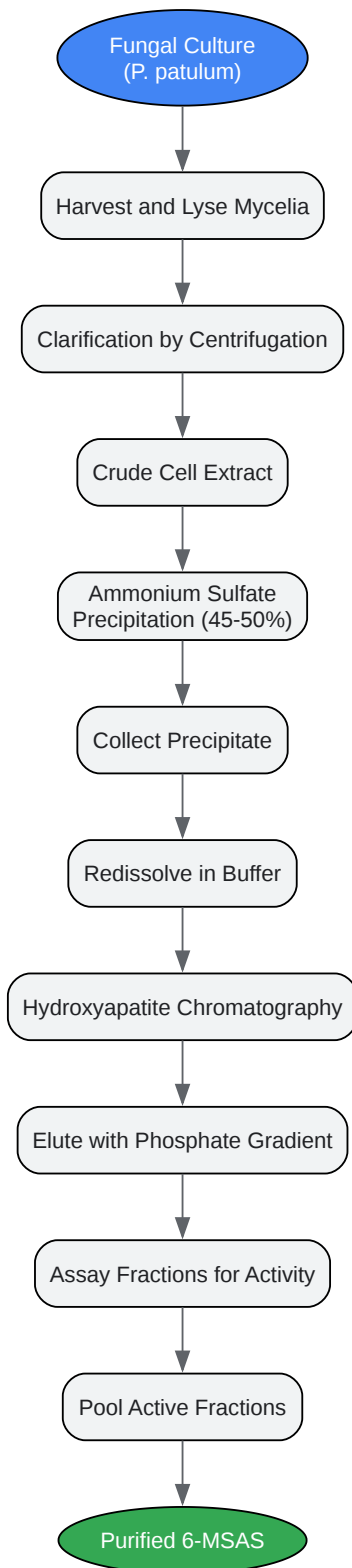 Fungal Culture
(P. patulum)
Harvest and Lyse Mycelia
Clarification by Centrifugation
Crude Cell Extract
Ammonium Sulfate
Precipitation (45-50%)
Collect Precipitate
Redissolve in Buffer
Hydroxyapatite Chromatography
Elute with Phosphate Gradient
Assay Fractions for Activity
Pool Active Fractions
Purified 6-MSAS